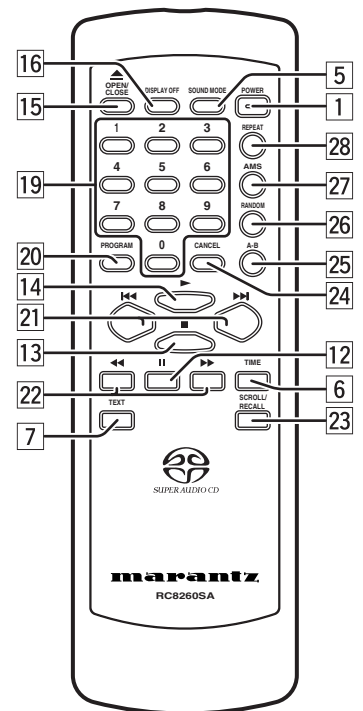 16
5
OPEN/
CLOSE
DISPLAY OFF
SOUND MODE
POWER
15
1
1
2
3
REPEAT
28
4
5
6
AMS
19
27
7
8
9
RANDOM
26
20
PROGRAM
0
CANCEL
A-B
25
24
14
21
13
12
TIME
22
6
TEXT
SCROLL/
RECALL
7
23
SUPER AUDIO CD
marantz
RC8260SA